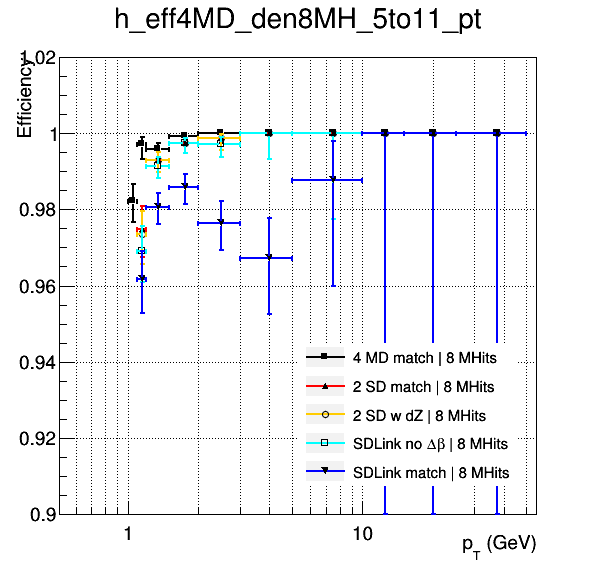 h_eff4MD_den8MH_5to11_pt
Efficiency
1.02
1
0.98
0.96
0.94
0.92
0.9
4 MD match | 8 MHits
2 SD match | 8 MHits
2 SD w dZ | 8 MHits
SDLink no Δβ | 8 MHits
SDLink match | 8 MHits
1
10
p_T (GeV)